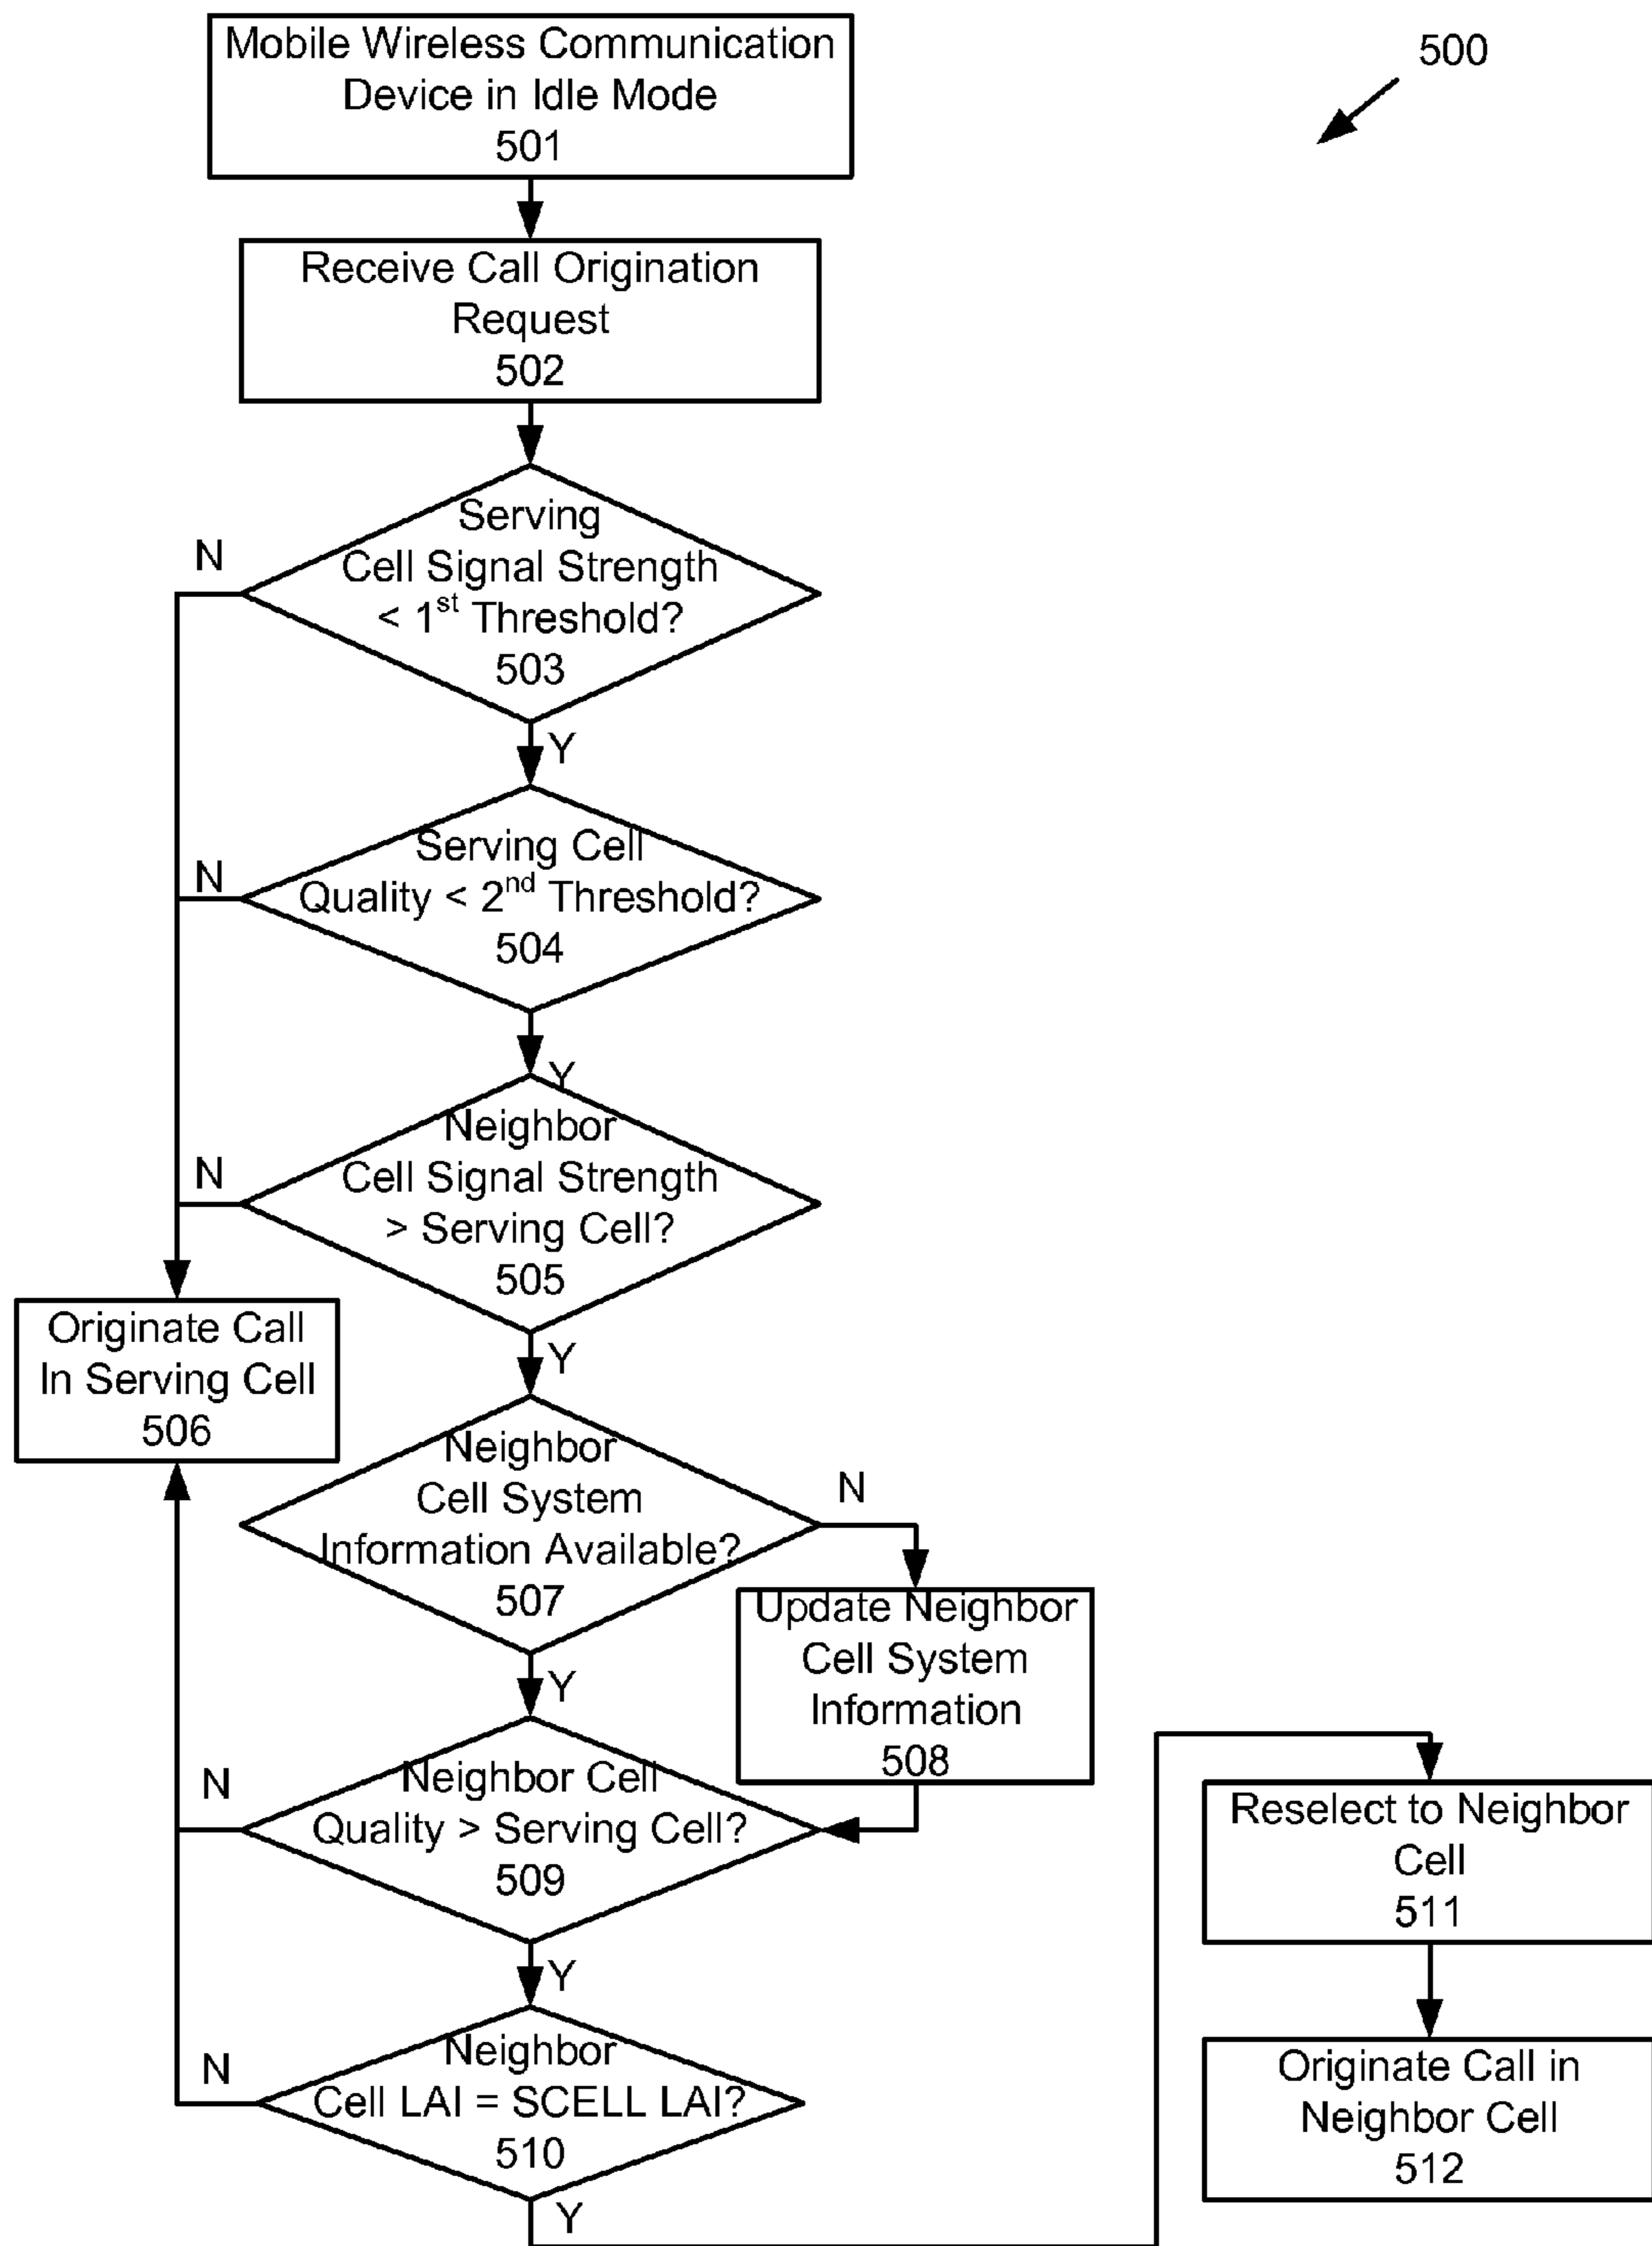 Mobile Wireless Communication
Device in Idle Mode
501
500
Receive Call Origination
Request
502
Serving
Cell Signal Strength
< 1st Threshold?
503
N
Y
Serving Cell
Quality < 2nd Threshold?
504
N
Y
Neighbor
Cell Signal Strength
> Serving Cell?
505
N
Y
Originate Call
In Serving Cell
506
Neighbor
Cell System
Information Available?
507
N
Y
Update Neighbor
Cell System
Information
508
Neighbor Cell
Quality > Serving Cell?
509
N
Y
Neighbor
Cell LAI = SCELL LAI?
510
N
Y
Reselect to Neighbor
Cell
511
Originate Call in
Neighbor Cell
512